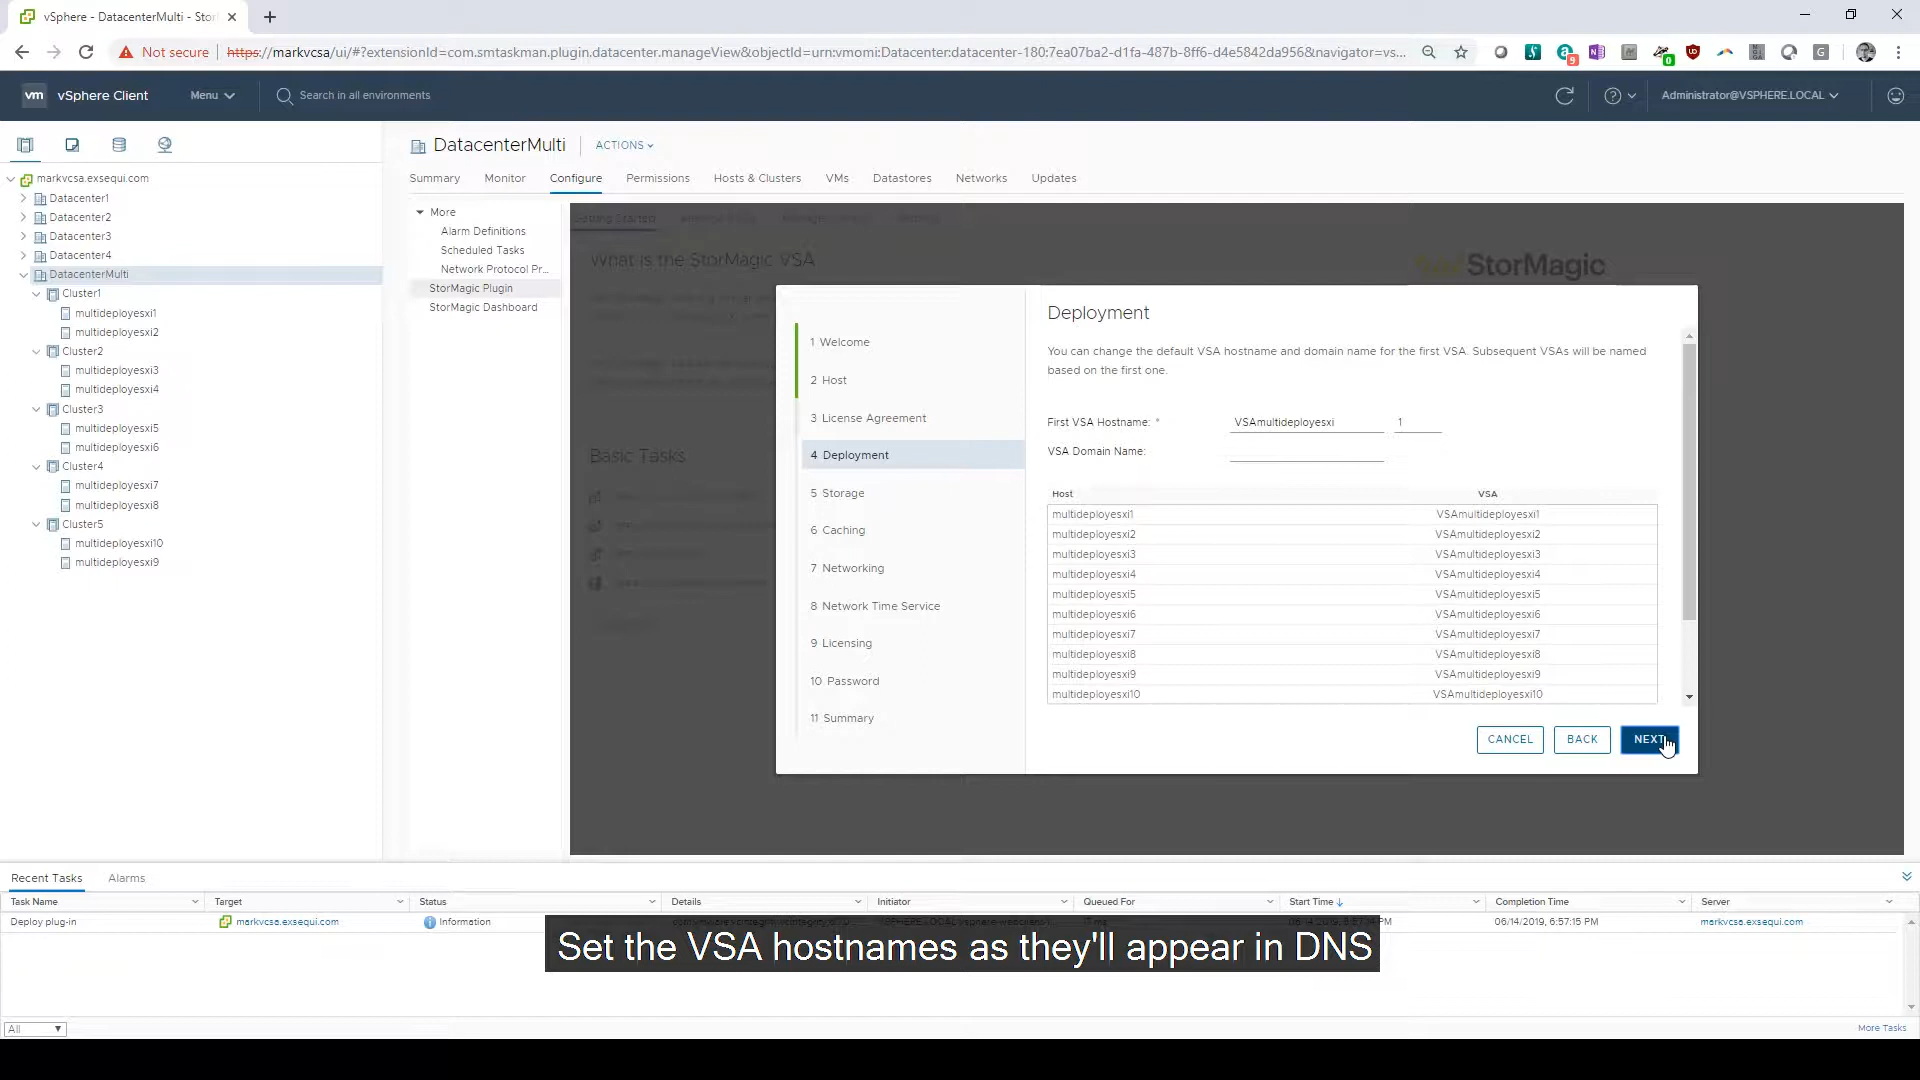 vSphere - DatacenterMulti - Stor
Not secure
https://markvcsa/ui/#?extensionId=com.smtaskman.plugin.datacenter.manageView&objectId=urn:vmomi:Datacenter:datacenter-180:7ea07ba2-d1fa-487b-8ff6-d4e5842da956&navigator=vs...
9
0
G
vm vSphere Client
Menu
Search in all environments
Administrator@VSPHERE.LOCAL
markvcsa.exsequi.com
Datacenter1
Datacenter2
Datacenter3
Datacenter4
DatacenterMulti
Cluster1
multideployesxi1
multideployesxi2
Cluster2
multideployesxi3
multideployesxi4
Cluster3
multideployesxi5
multideployesxi6
Cluster4
multideployesxi7
multideployesxi8
Cluster5
multideployesxi10
multideployesxi9
DatacenterMulti
ACTIONS
Summary Monitor Configure Permissions Hosts & Clusters VMs Datastores Networks Updates
More
Alarm Definitions
Scheduled Tasks
Network Protocol Pr...
StorMagic Plugin
StorMagic Dashboard
Getting Started
What is the StorMagic VSA
StorMagic
Basic Tasks
1 Welcome
2 Host
3 License Agreement
4 Deployment
5 Storage
6 Caching
7 Networking
8 Network Time Service
9 Licensing
10 Password
11 Summary
Deployment
You can change the default VSA hostname and domain name for the first VSA. Subsequent VSAs will be named
based on the first one.
First VSA Hostname: * VSAmultideployesxi 1
VSA Domain Name:
Host VSA
multideployesxi1 VSAmultideployesxi1
multideployesxi2 VSAmultideployesxi2
multideployesxi3 VSAmultideployesxi3
multideployesxi4 VSAmultideployesxi4
multideployesxi5 VSAmultideployesxi5
multideployesxi6 VSAmultideployesxi6
multideployesxi7 VSAmultideployesxi7
multideployesxi8 VSAmultideployesxi8
multideployesxi9 VSAmultideployesxi9
multideployesxi10 VSAmultideployesxi10
CANCEL BACK NEXT
Recent Tasks Alarms
Task Name Target Status Details Initiator Queued For Start Time Completion Time Server
Deploy plug-in markvcsa.exsequi.com Information 06/14/2019, 6:57:15 PM markvcsa.exsequi.com
Set the VSA hostnames as they'll appear in DNS
All
More Tasks